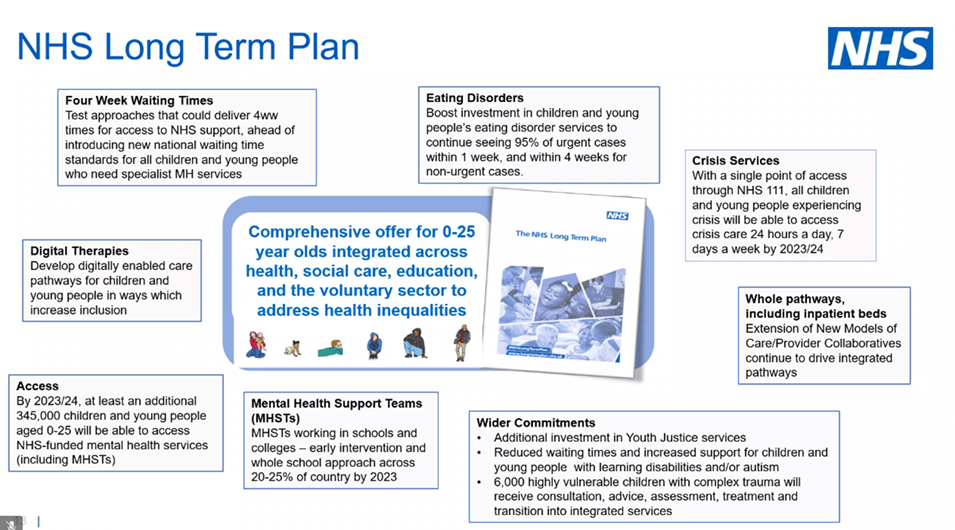 NHS Long Term Plan
NHS
Four Week Waiting Times
Test approaches that could deliver 4ww
times for access to NHS support, ahead of
introducing new national waiting time
standards for all children and young people
who need specialist MH services
Eating Disorders
Boost investment in children and young
people's eating disorder services to
continue seeing 95% of urgent cases
within 1 week, and within 4 weeks for
non-urgent cases.
Crisis Services
With a single point of access
through NHS 111, all children
and young people experiencing
crisis will be able to access
crisis care 24 hours a day, 7
days a week by 2023/24
Digital Therapies
Develop digitally enabled care
pathways for children and
young people in ways which
increase inclusion
Comprehensive offer for 0-25
year olds integrated across
health, social care, education,
and the voluntary sector to
address health inequalities
NHS
The NHS Long Term Plan
Whole pathways,
including inpatient beds
Extension of New Models of
Care/Provider Collaboratives
continue to drive integrated
pathways
Access
By 2023/24, at least an additional
345,000 children and young people
aged 0-25 will be able to access
NHS-funded mental health services
(including MHSTs)
Mental Health Support Teams
(MHSTs)
MHSTs working in schools and
colleges – early intervention and
whole school approach across
20-25% of country by 2023
Wider Commitments
• Additional investment in Youth Justice services
• Reduced waiting times and increased support for children and
young people with learning disabilities and/or autism
• 6,000 highly vulnerable children with complex trauma will
receive consultation, advice, assessment, treatment and
transition into integrated services